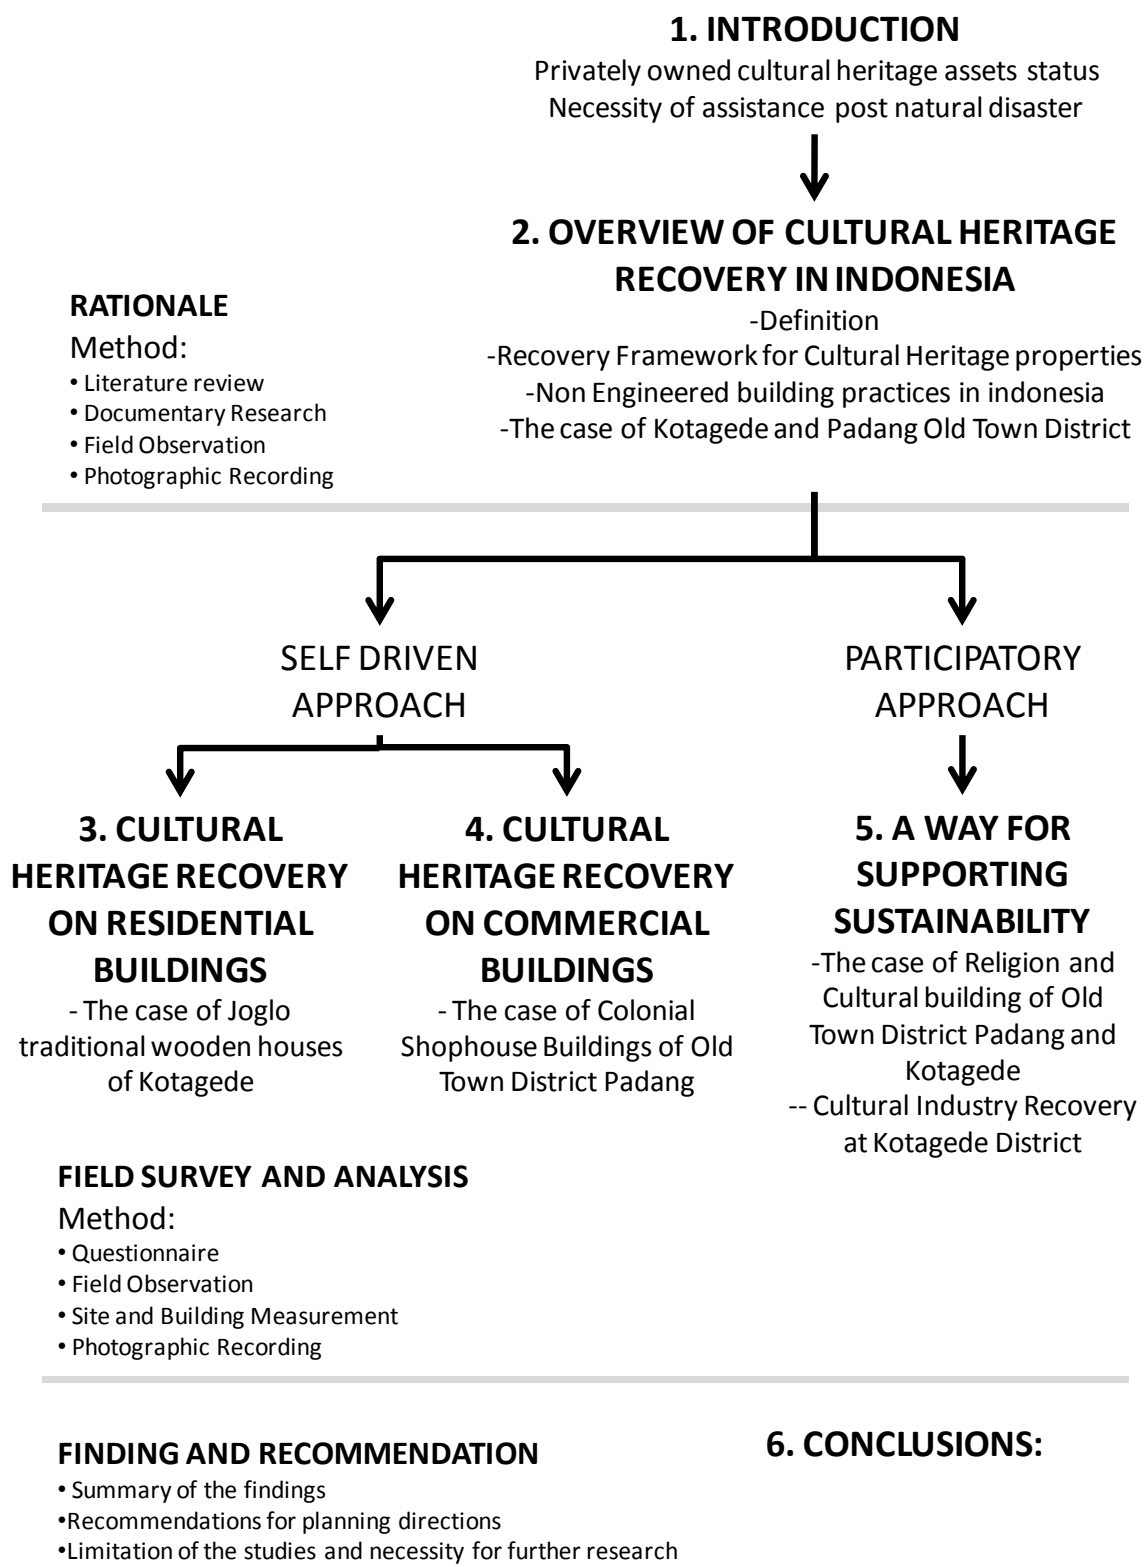 1. INTRODUCTION
Privately owned cultural heritage assets status
Necessity of assistance post natural disaster
2. OVERVIEW OF CULTURAL HERITAGE
RECOVERY IN INDONESIA
-Definition
-Recovery Framework for Cultural Heritage properties
-Non Engineered building practices in indonesia
-The case of Kotagede and Padang Old Town District
RATIONALE
Method:
• Literature review
• Documentary Research
• Field Observation
• Photographic Recording
SELF DRIVEN
APPROACH
PARTICIPATORY
APPROACH
3. CULTURAL
HERITAGE RECOVERY
ON RESIDENTIAL
BUILDINGS
- The case of Joglo
traditional wooden houses
of Kotagede
4. CULTURAL
HERITAGE RECOVERY
ON COMMERCIAL
BUILDINGS
- The case of Colonial
Shophouse Buildings of Old
Town District Padang
5. A WAY FOR
SUPPORTING
SUSTAINABILITY
-The case of Religion and
Cultural building of Old
Town District Padang and
Kotagede
-- Cultural Industry Recovery
at Kotagede District
FIELD SURVEY AND ANALYSIS
Method:
• Questionnaire
• Field Observation
• Site and Building Measurement
• Photographic Recording
FINDING AND RECOMMENDATION
• Summary of the findings
•Recommendations for planning directions
•Limitation of the studies and necessity for further research
6. CONCLUSIONS: